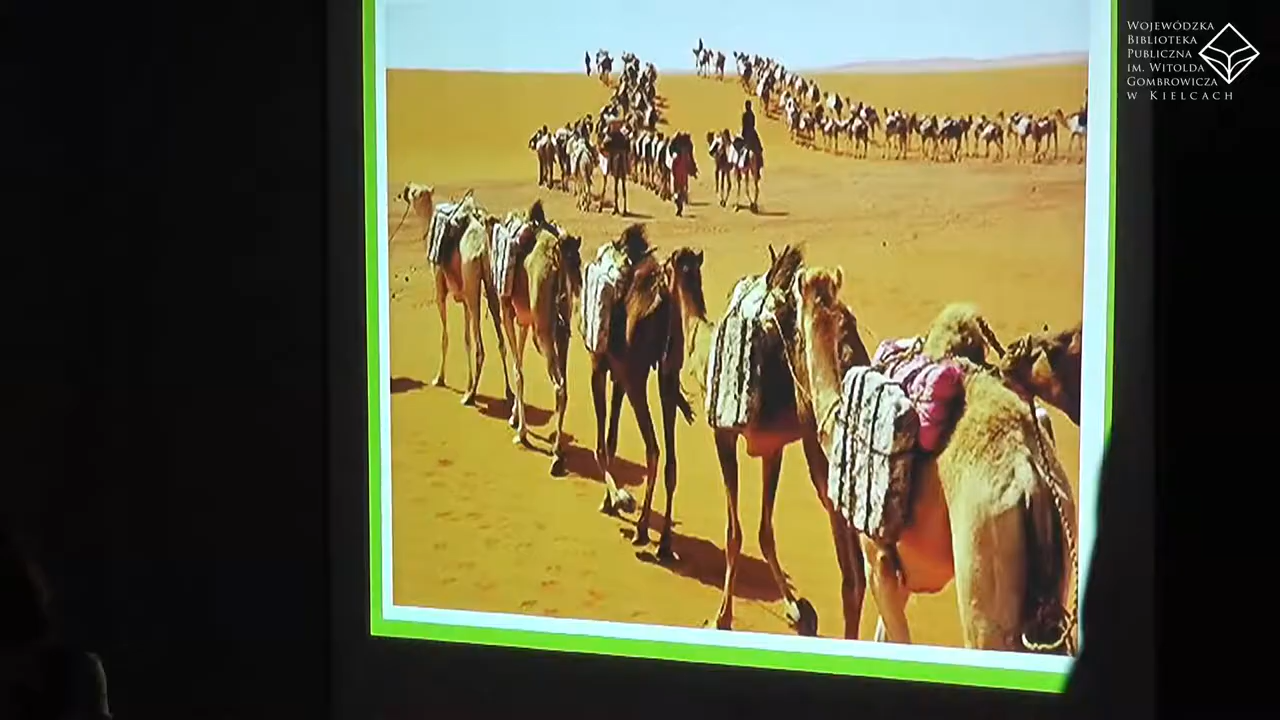 WOJEWÓDZKA
BIBLIOTEKA
PUBLICZNA
IM. WITOLDA
GOMBROWICZA
W KIELCACH